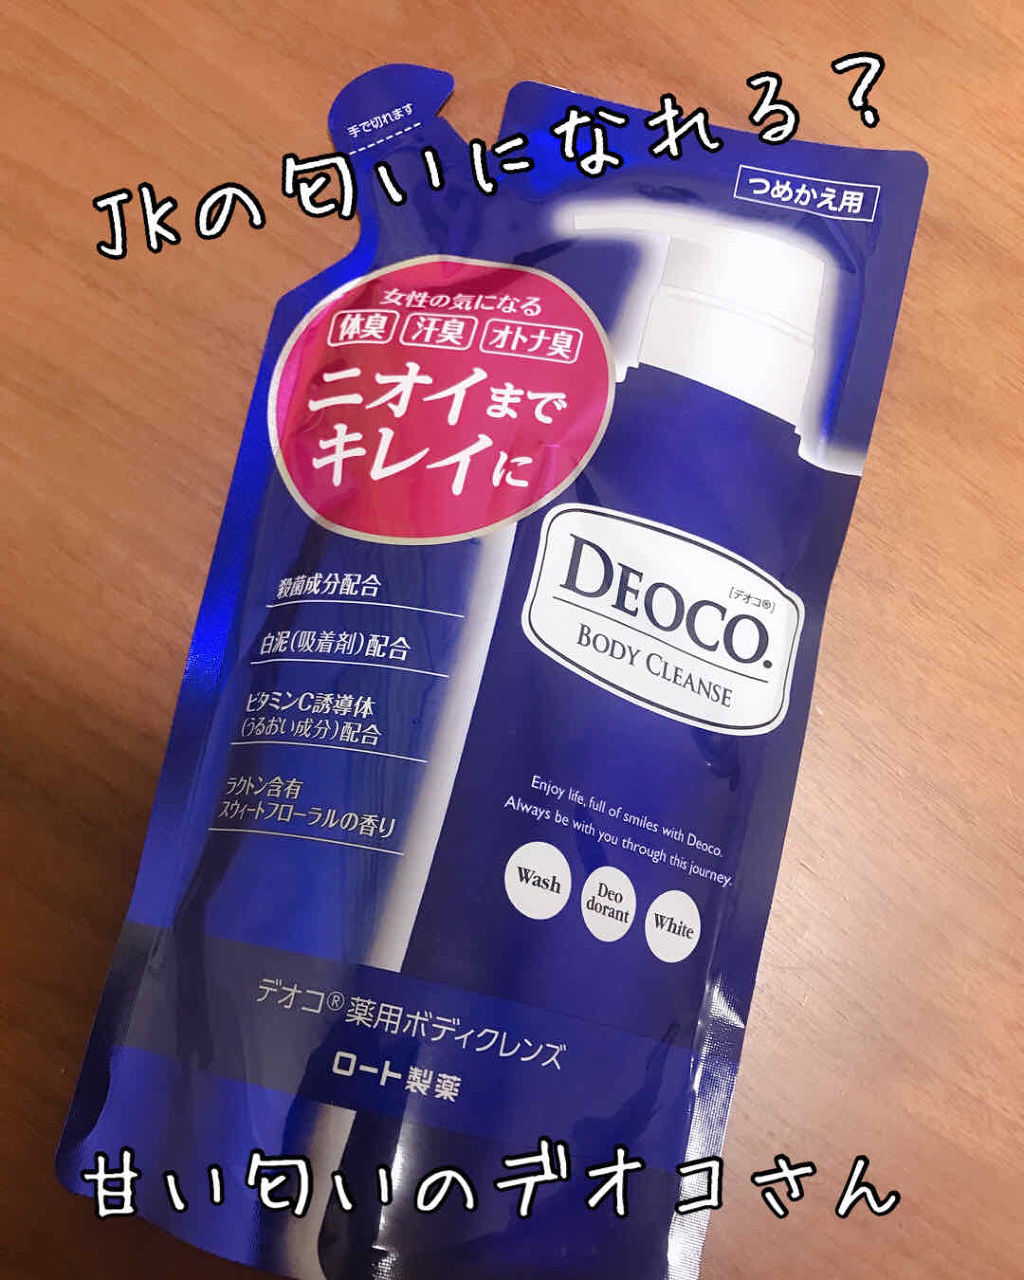 手で切れます
JKの匂いになれる？
つめかえ用
女性の気になる
体臭 汗臭 オトナ臭
ニオイまで
キレイに
DEOCO.
[デオコ®]
BODY CLEANSE
殺菌成分配合
白泥(吸着剤)配合
ビタミンC誘導体
(うるおい成分)配合
ラクトン含有
スウィートフローラルの香り
Enjoy life, full of smiles with Deoco.
Always be with you through this journey.
Wash
Deo
dorant
White
デオコ®薬用ボディクレンズ
ロート製薬
甘い匂いのデオコさん